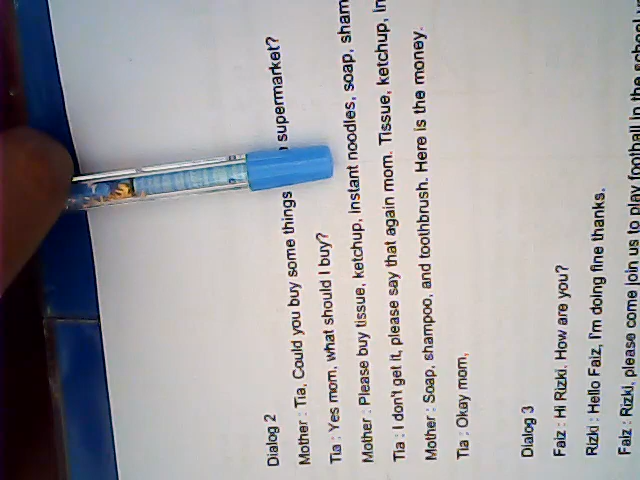 Dialog 2
Mother : Tia, Could you buy some things supermarket?
Tia : Yes mom, what should I buy?
Mother : Please buy tissue, ketchup, instant noodles, soap,
Tia : I don't get it, please say that again mom. Tissue, ketchup,
Mother : Soap, shampoo, and toothbrush. Here is the money.
Tia : Okay mom,
Dialog 3
Faiz : Hi Rizki. How are you?
Rizki : Hello Faiz, I'm doing fine thanks.
Faiz : Rizki, please come join us to play football in the school